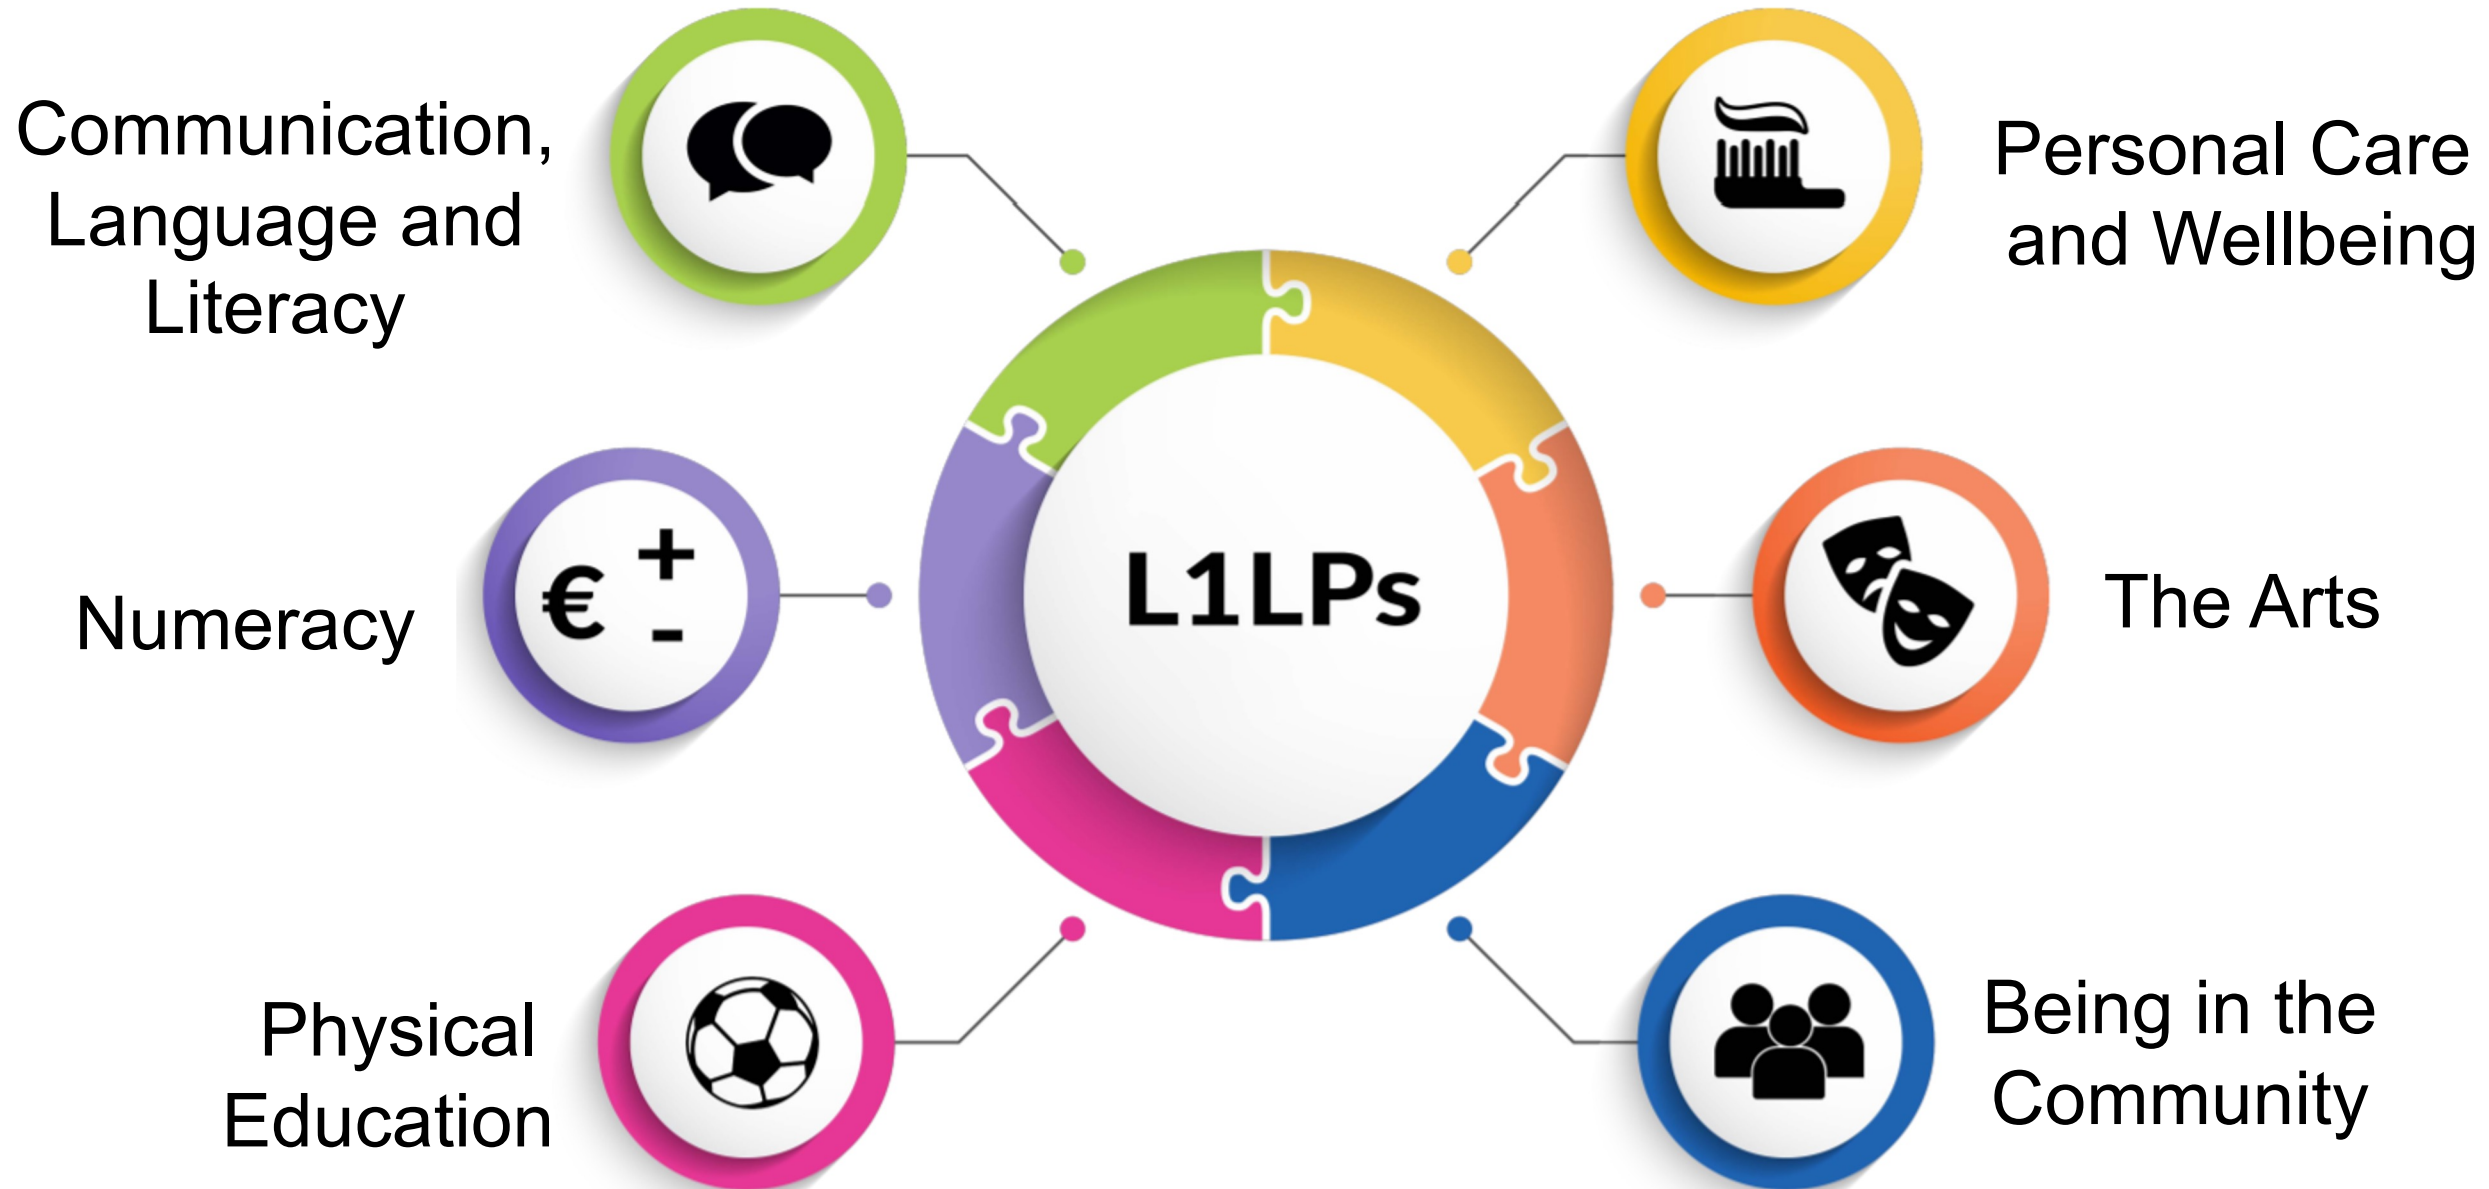 Communication,
Language and
Literacy
Personal Care
and Wellbeing
Numeracy
€ +
-
L1LPs
The Arts
Physical
Education
Being in the
Community